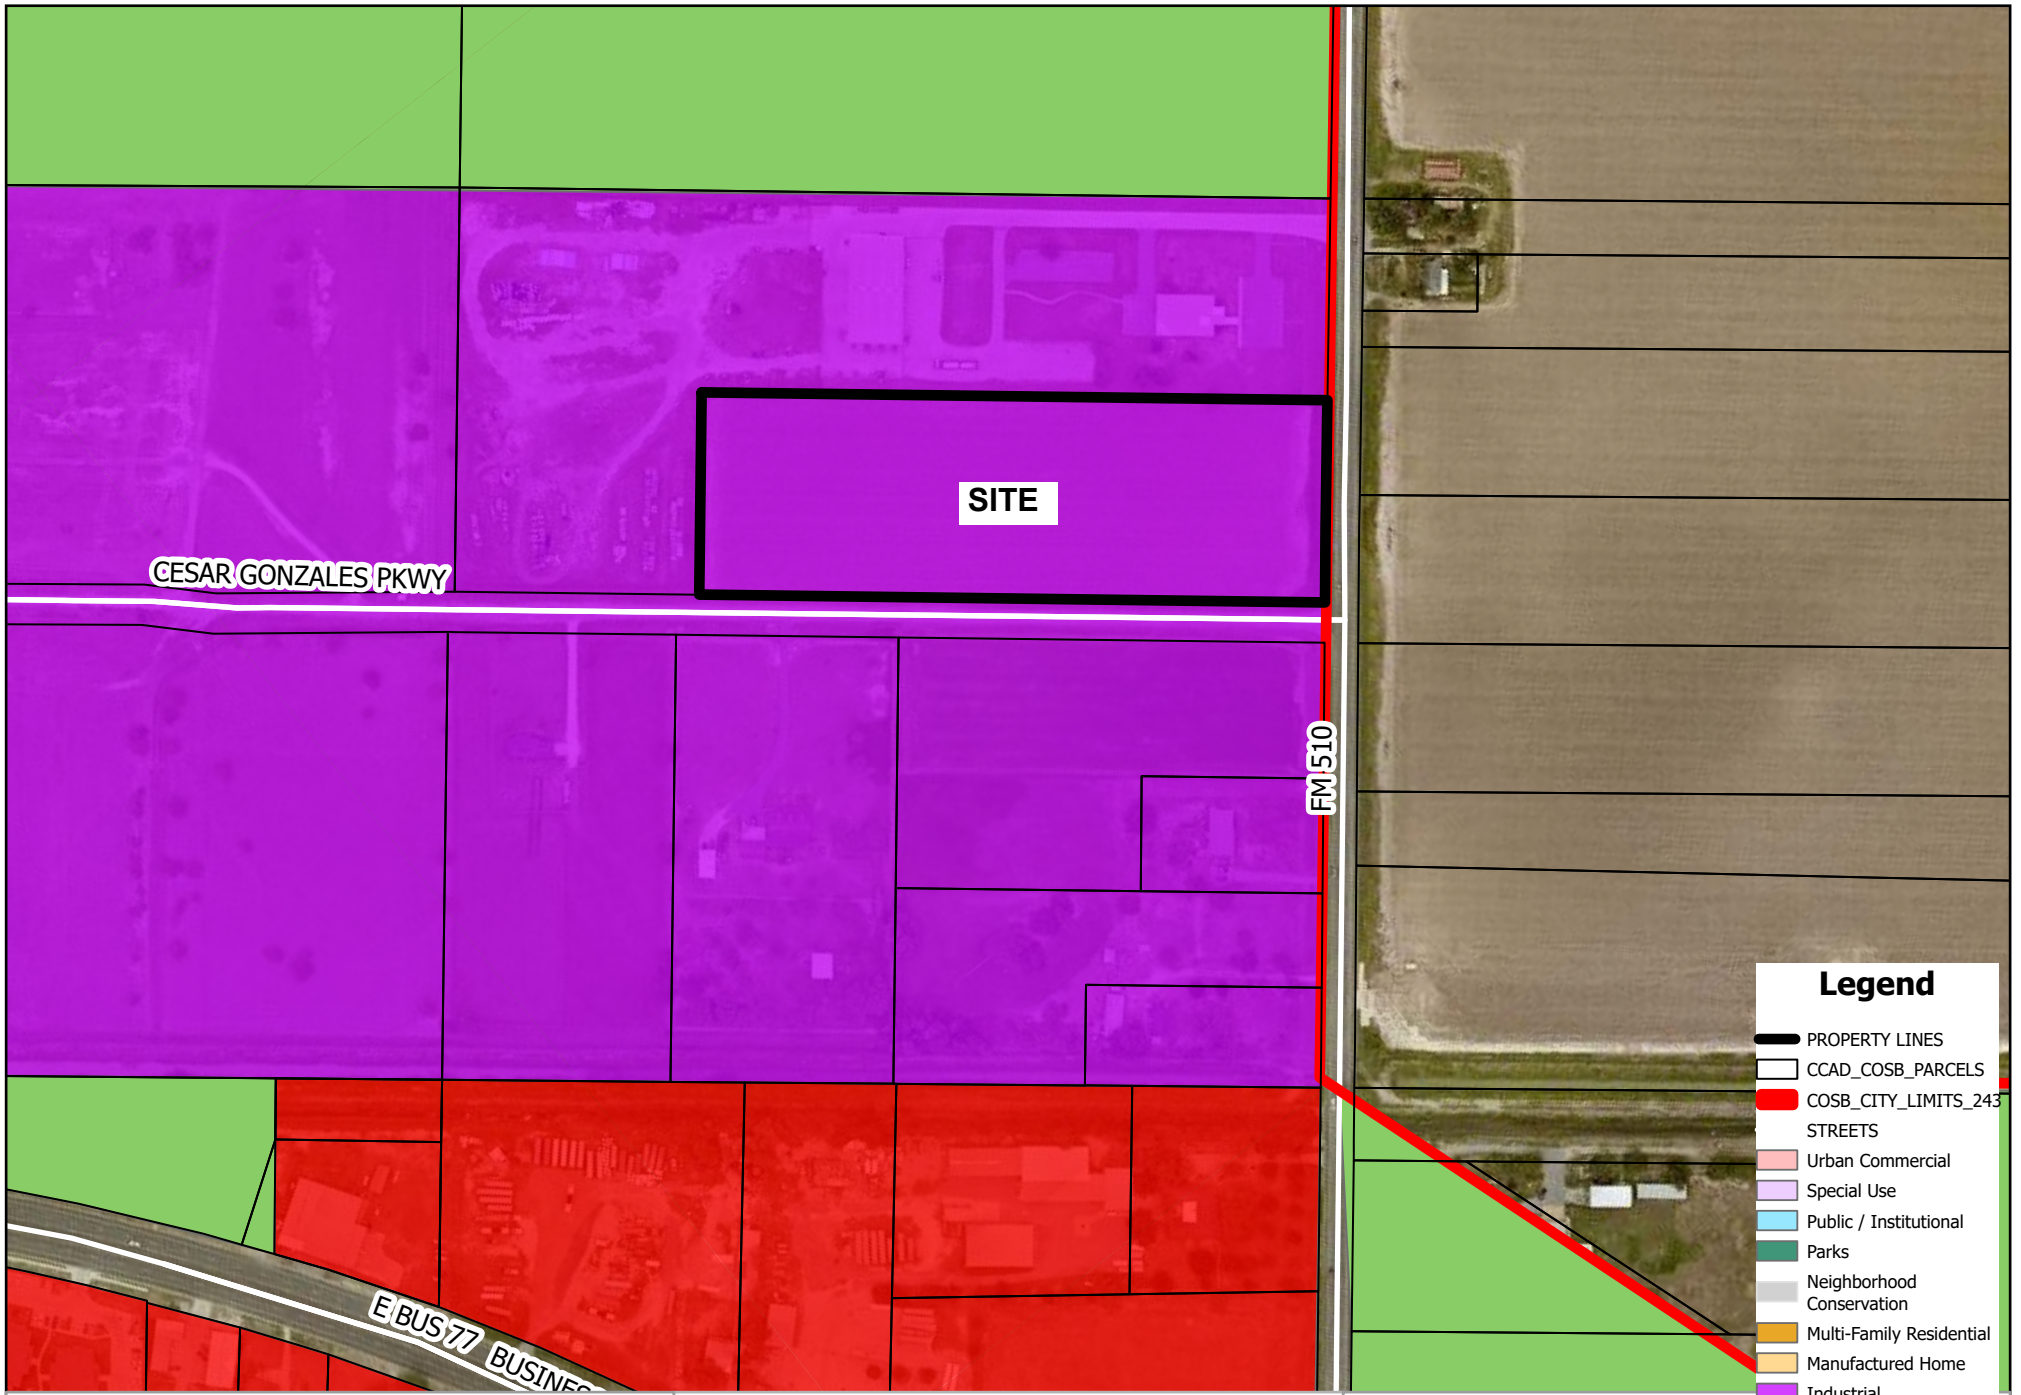 SITE
CESAR GONZALES PKWY
FM 510
E BUS 77 BUSINES
Legend
PROPERTY LINES
CCAD_COSB_PARCELS
COSB_CITY_LIMITS_243
STREETS
Urban Commercial
Special Use
Public / Institutional
Parks
Neighborhood
Conservation
Multi-Family Residential
Manufactured Home
Industrial